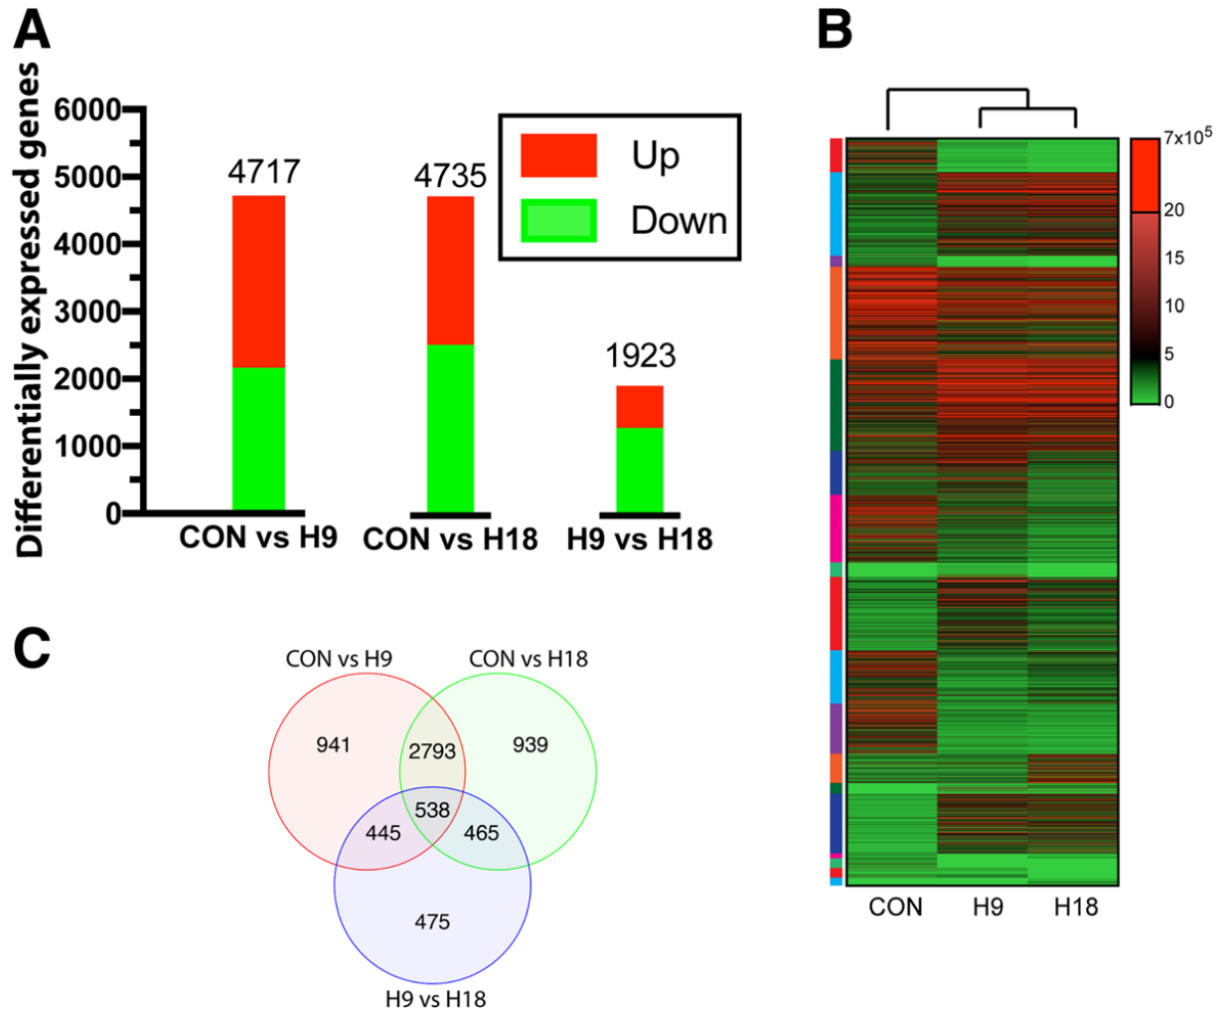 A
Differentially expressed genes
6000
5000
4000
3000
2000
1000
0
4717
4735
1923
Up
Down
CON vs H9
CON vs H18
H9 vs H18
B
7x10⁵
20
15
10
5
0
CON
H9
H18
C
CON vs H9
CON vs H18
941
2793
939
538
445
465
475
H9 vs H18